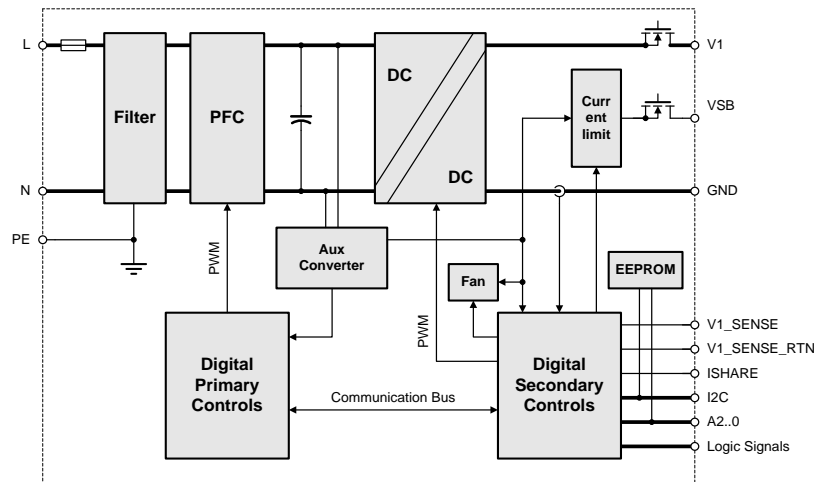 L
V1
DC
Curr
ent
limit
VSB
Filter
PFC
DC
N
GND
PE
PWM
Aux
Converter
EEPROM
Fan
PWM
V1_SENSE
V1_SENSE_RTN
ISHARE
I2C
A2..0
Logic Signals
Digital
Primary
Controls
Communication Bus
Digital
Secondary
Controls